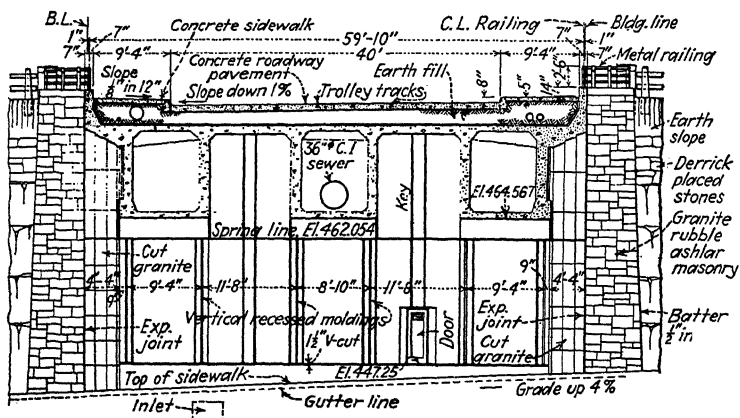 B.L.
Concrete sidewalk
C.L. Railing
Bldg. line
7"
7"
1"
59'-10"
1"
7"
9'-4"
40'
9'-4"
7"
Metal railing
Slope
1" in 12"
Concrete roadway
pavement
Slope down 1%
Trolley tracks
Earth fill
8"
5"
14"
2'-6"
Earth
slope
36"φ C.I.
sewer
Key
El.464.567
Derrick
placed
stones
Spring line, El.462.054
Granite
rubble
ashlar
masonry
Cut
granite
4'-4"
9"
9'-4"
11'-8"
8'-10"
11'-8"
9'-4"
9"
4'-4"
Exp.
joint
Vertical recessed moldings
1½" V-cut
Door
Exp.
joint
Cut
granite
Batter
½" in
El.447.25'
Top of sidewalk
Gutter line
Grade up 4%
Inlet